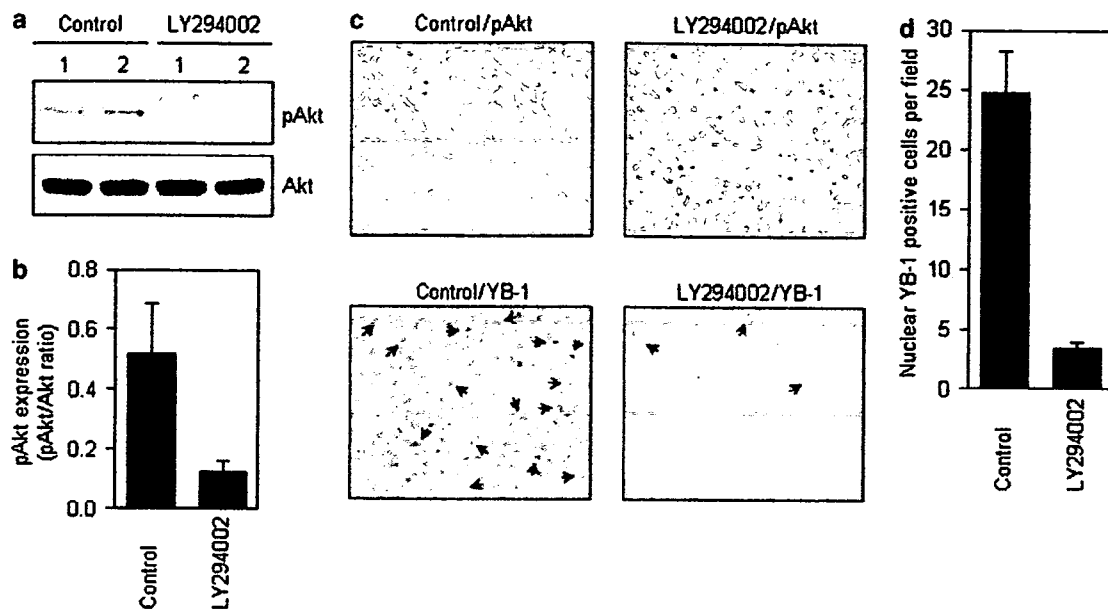 a
Control LY294002
1 2 1 2
pAkt
Akt
b
pAkt expression
(pAkt/Akt ratio)
0.8
0.6
0.4
0.2
0.0
Control
LY294002
c
Control/pAkt
LY294002/pAkt
Control/YB-1
LY294002/YB-1
d
Nuclear YB-1 positive cells per field
30
25
20
15
10
5
0
Control
LY294002